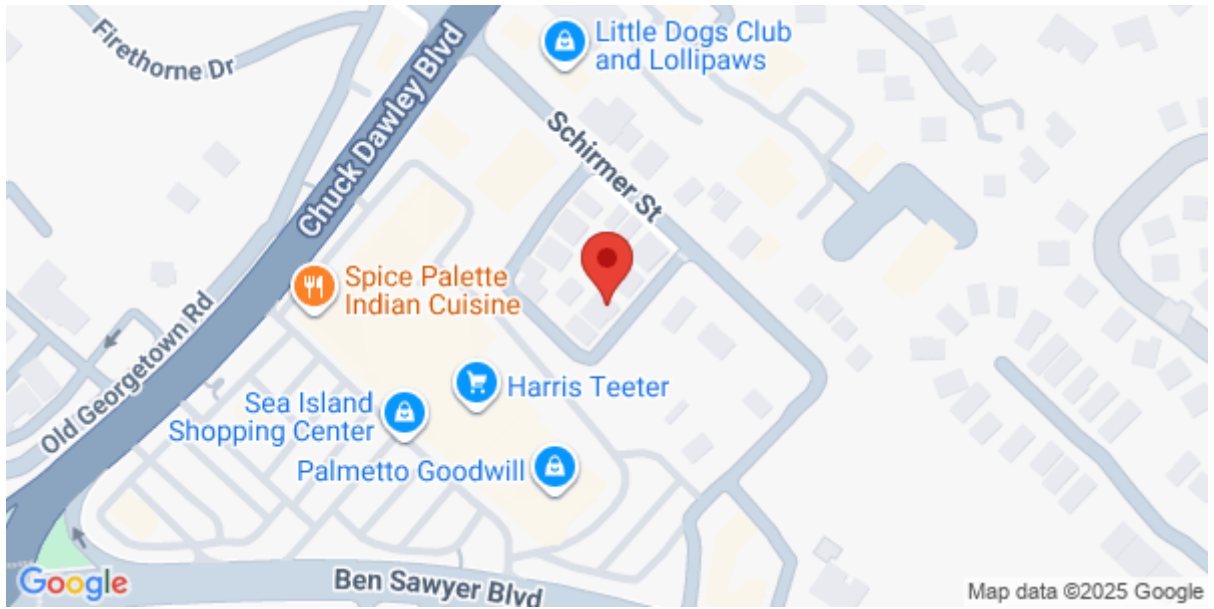 Firethorne Dr
Chuck Dawley Blvd
Little Dogs Club
and Lollipaws
Schirmer St
Spice Palette
Indian Cuisine
Old Georgetown Rd
Harris Teeter
Sea Island
Shopping Center
Palmetto Goodwill
Ben Sawyer Blvd
Google
Map data ©2025 Google